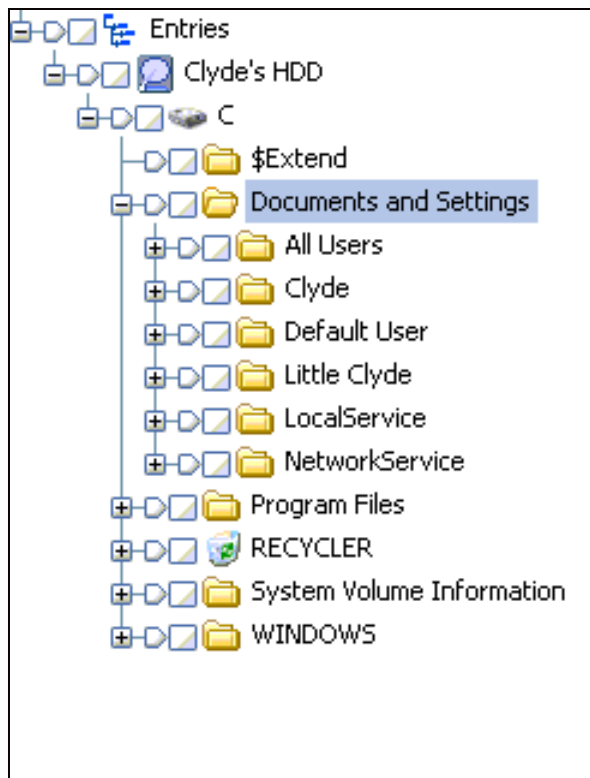 Entries
Clyde's HDD
C
$Extend
Documents and Settings
All Users
Clyde
Default User
Little Clyde
LocalService
NetworkService
Program Files
RECYCLER
System Volume Information
WINDOWS